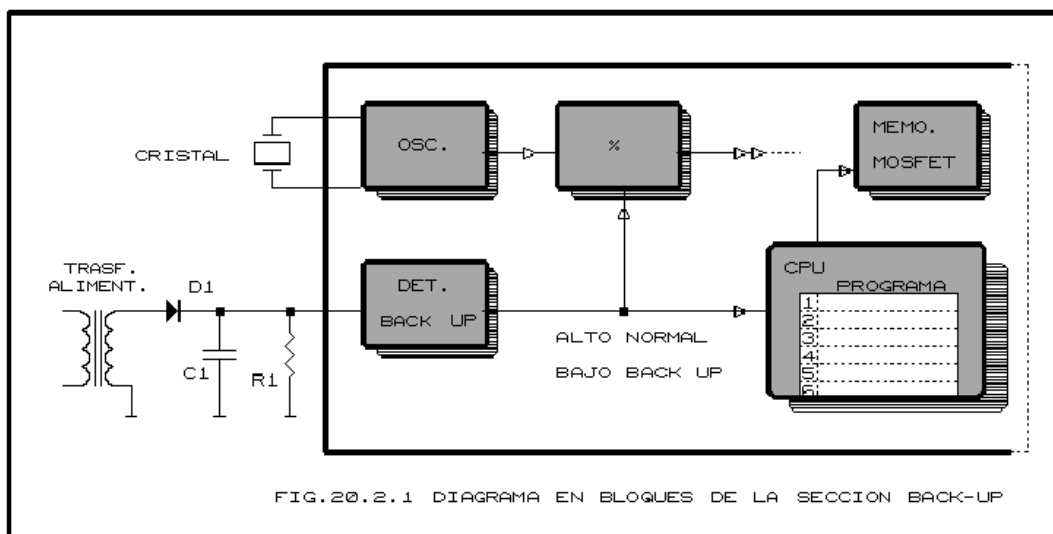 OSC.
%
MEMO.
MOSFET
CRISTAL
TRASF.
ALIMENT.
D1
C1
R1
DET.
BACK UP
ALTO NORMAL
BAJO BACK UP
CPU
PROGRAMA
1
2
3
4
5
6
FIG.20.2.1 DIAGRAMA EN BLOQUES DE LA SECCION BACK-UP